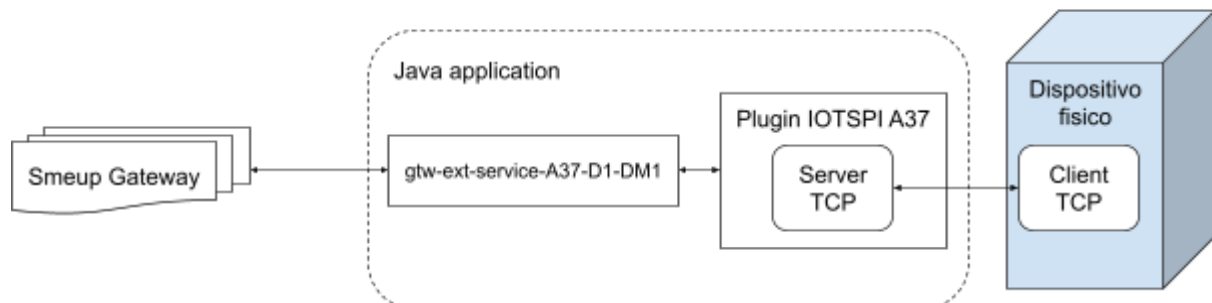 Java application
Smeup Gateway
gtw-ext-service-A37-D1-DM1
Plugin IOTSPI A37
Server
TCP
Dispositivo
fisico
Client
TCP